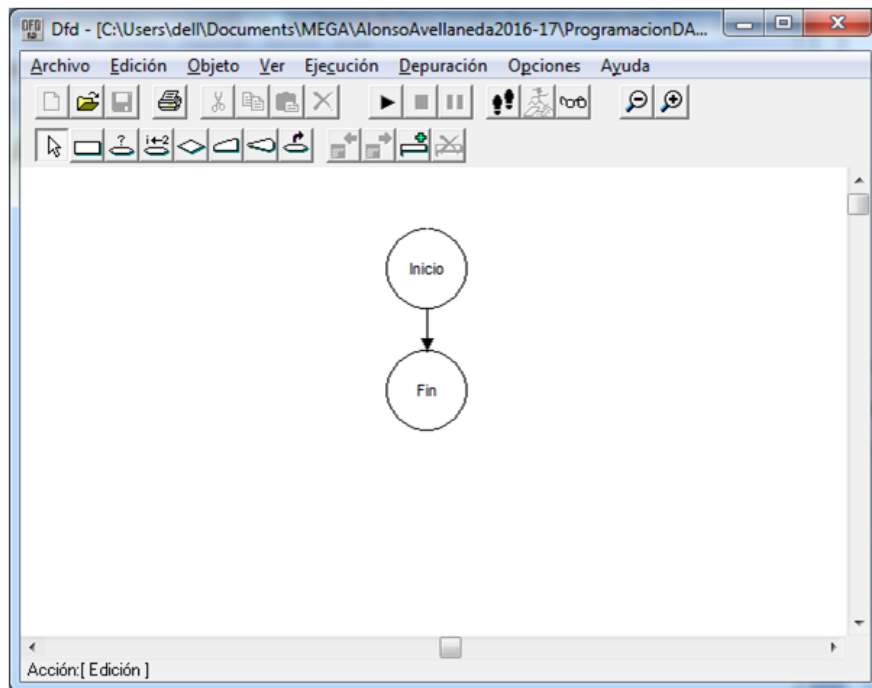 Dfd - [C:\Users\dell\Documents\MEGA\AlonsoAvellaneda2016-17\ProgramacionDA...
Archivo Edición Objeto Ver Ejecución Depuración Opciones Ayuda
? i←2
Inicio
Fin
Acción:[ Edición ]